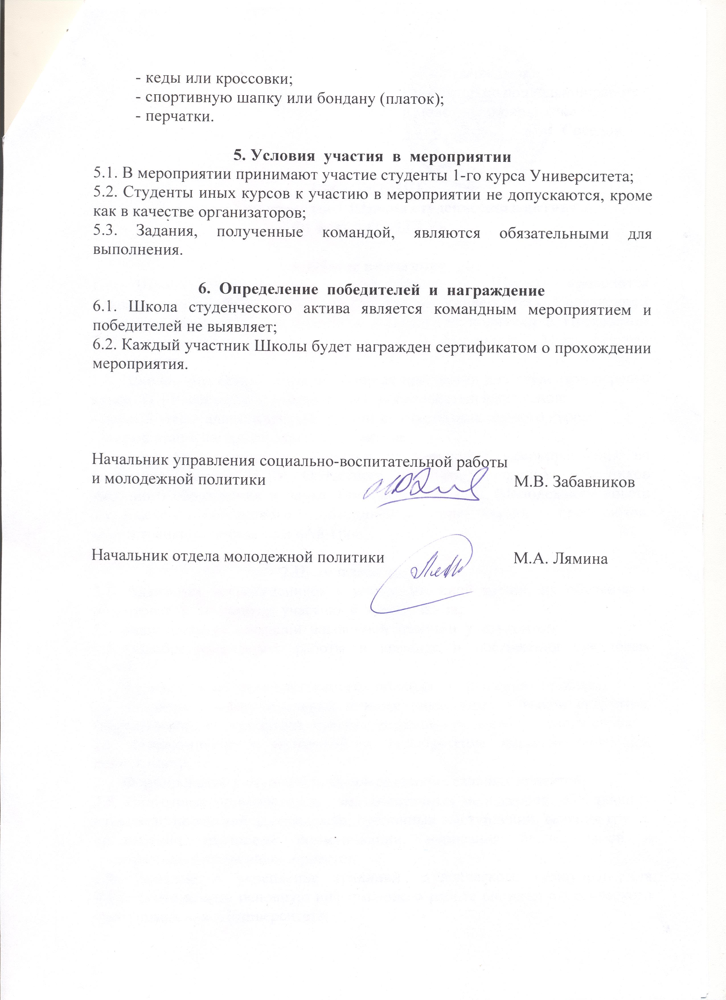 - кеды или кроссовки;
- спортивную шапку или бондану (платок);
- перчатки.
5. Условия участия в мероприятии
5.1. В мероприятии принимают участие студенты 1-го курса Университета;
5.2. Студенты иных курсов к участию в мероприятии не допускаются, кроме
как в качестве организаторов;
5.3. Задания, полученные командой, являются обязательными для
выполнения.
6. Определение победителей и награждение
6.1. Школа студенческого актива является командным мероприятием и
победителей не выявляет;
6.2. Каждый участник Школы будет награжден сертификатом о прохождении
мероприятия.
Начальник управления социально-воспитательной работы
и молодежной политики М.В. Забавников
Начальник отдела молодежной политики М.А. Лямина